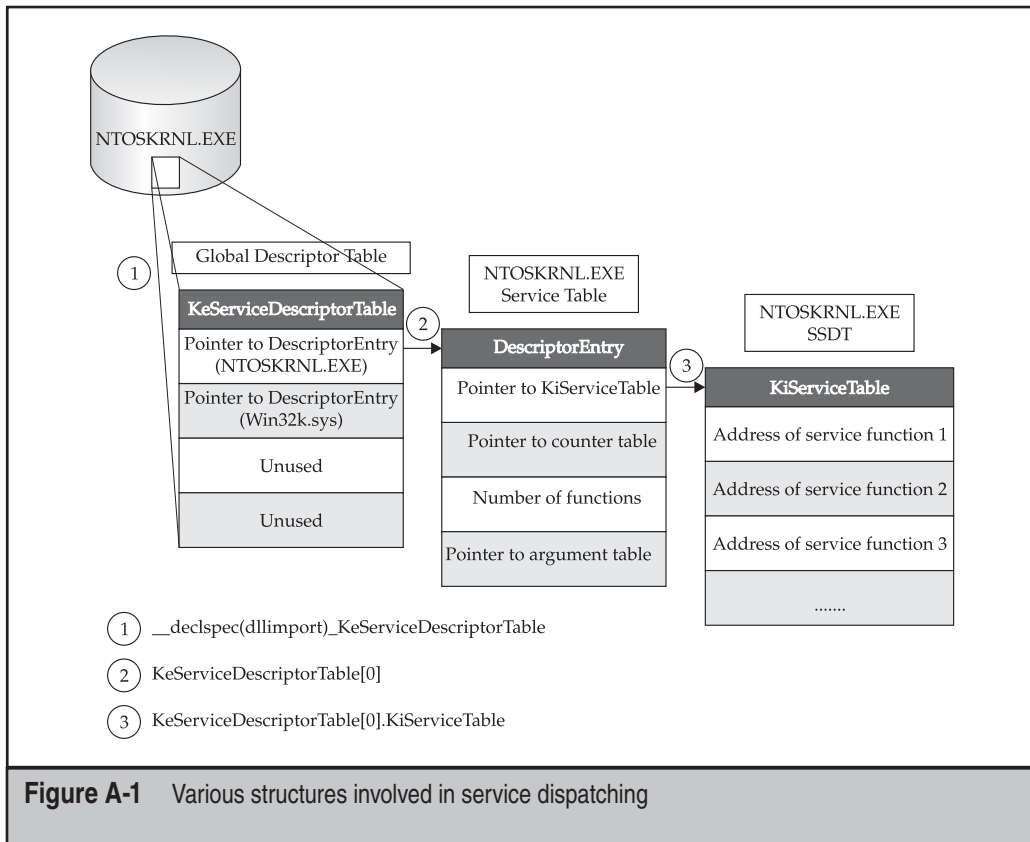 NTOSKRNL.EXE
1
Global Descriptor Table
KeServiceDescriptorTable
Pointer to DescriptorEntry
(NTOSKRNL.EXE)
Pointer to DescriptorEntry
(Win32k.sys)
Unused
Unused
2
NTOSKRNL.EXE
Service Table
DescriptorEntry
Pointer to KiServiceTable
Pointer to counter table
Number of functions
Pointer to argument table
3
NTOSKRNL.EXE
SSDT
KiServiceTable
Address of service function 1
Address of service function 2
Address of service function 3
.......
1 __declspec(dllimport)_KeServiceDescriptorTable
2 KeServiceDescriptorTable[0]
3 KeServiceDescriptorTable[0].KiServiceTable
Figure A-1 Various structures involved in service dispatching